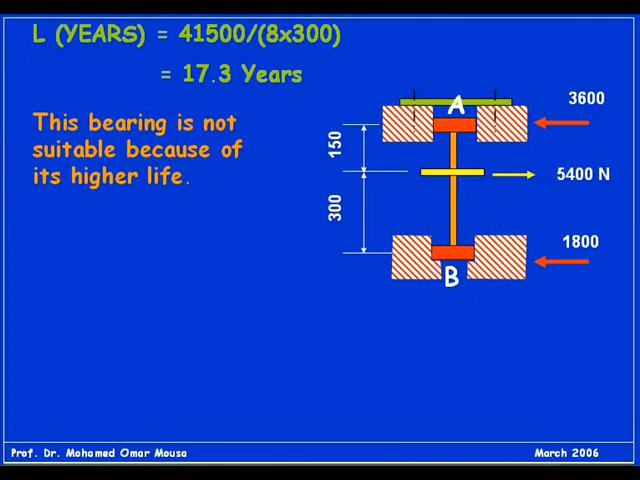 L (YEARS) = 41500/(8x300)
= 17.3 Years
This bearing is not
suitable because of
its higher life.
A
3600
150
5400 N
300
1800
B
Prof. Dr. Mohamed Omar Mousa
March 2006